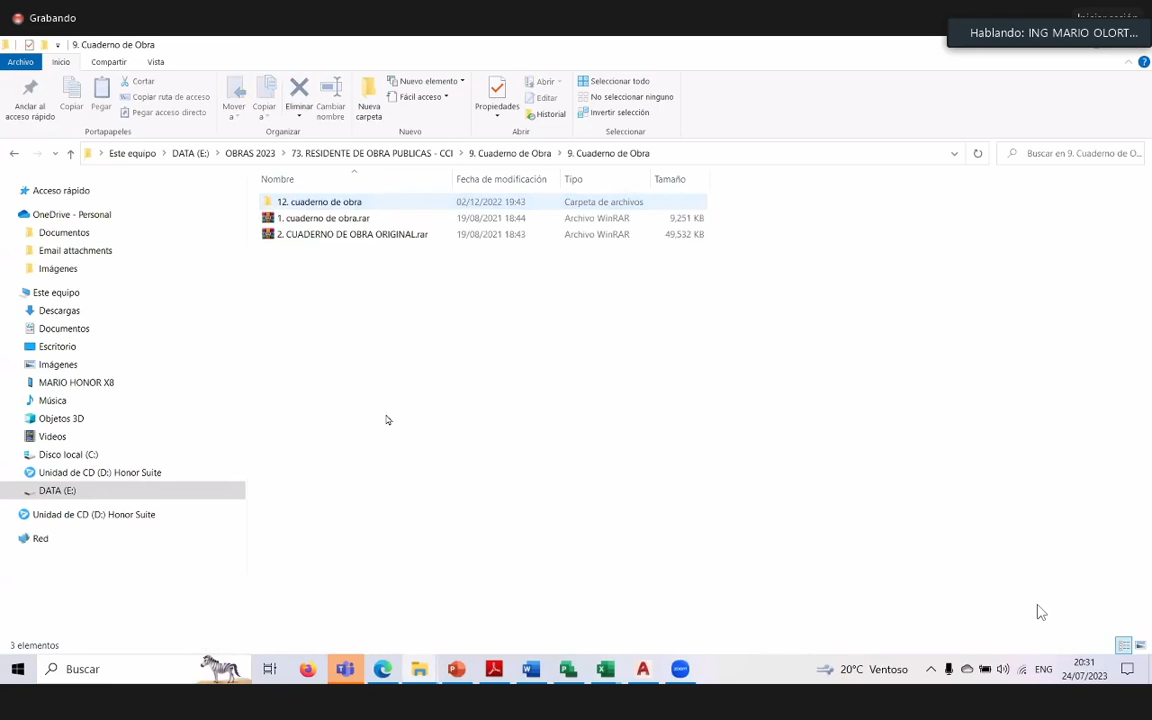 Grabando
Iniciar sesión
Hablando: ING MARIO OLORT...
9. Cuaderno de Obra
Archivo Inicio Compartir Vista
Anclar al acceso rápido
Copiar
Pegar
Cortar
Copiar ruta de acceso
Pegar acceso directo
Mover a
Copiar a
Eliminar
Cambiar nombre
Nueva carpeta
Nuevo elemento
Fácil acceso
Propiedades
Abrir
Editar
Historial
Seleccionar todo
No seleccionar ninguno
Invertir selección
Portapapeles Organizar Nuevo Abrir Seleccionar
Este equipo > DATA (E:) > OBRAS 2023 > 73. RESIDENTE DE OBRA PUBLICAS - CCI > 9. Cuaderno de Obra > 9. Cuaderno de Obra
Buscar en 9. Cuaderno de O...
Nombre Fecha de modificación Tipo Tamaño
12. cuaderno de obra 02/12/2022 19:43 Carpeta de archivos
1. cuaderno de obra.rar 19/08/2021 18:44 Archivo WinRAR 9,251 KB
2. CUADERNO DE OBRA ORIGINAL.rar 19/08/2021 18:43 Archivo WinRAR 49,532 KB
Acceso rápido
OneDrive - Personal
Documentos
Email attachments
Imágenes
Este equipo
Descargas
Documentos
Escritorio
Imágenes
MARIO HONOR X8
Música
Objetos 3D
Videos
Disco local (C:)
Unidad de CD (D:) Honor Suite
DATA (E:)
Unidad de CD (D:) Honor Suite
Red
3 elementos
Buscar
20°C Ventoso
ENG
20:31
24/07/2023